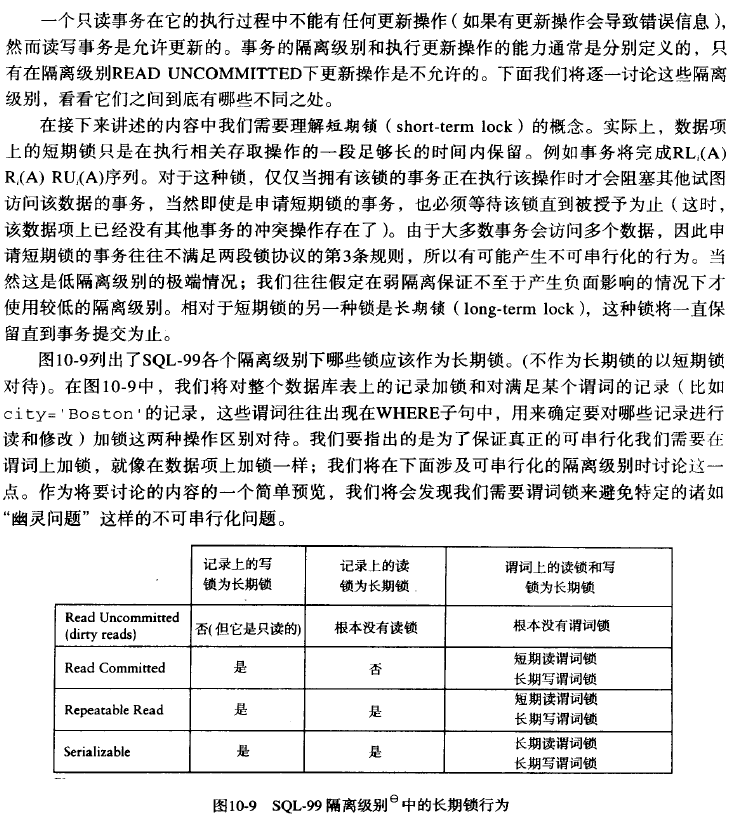 一个只读事务在它的执行过程中不能有任何更新操作（如果有更新操作会导致错误信息），
然而读写事务是允许更新的。事务的隔离级别和执行更新操作的能力通常是分别定义的，只
有在隔离级别READ UNCOMMITTED下更新操作是不允许的。下面我们将逐一讨论这些隔离
级别，看看它们之间到底有哪些不同之处。
在接下来讲述的内容中我们需要理解短期锁（short-term lock）的概念。实际上，数据项
上的短期锁只是在执行相关存取操作的一段足够长的时间内保留。例如事务将完成RLᵢ(A)
Rᵢ(A) RUᵢ(A)序列。对于这种锁，仅仅当拥有该锁的事务正在执行该操作时才会阻塞其他试图
访问该数据的事务，当然即使是申请短期锁的事务，也必须等待该锁直到被授予为止（这时，
该数据项上已经没有其他事务的冲突操作存在了）。由于大多数事务会访问多个数据，因此申
请短期锁的事务往往不满足两段锁协议的第3条规则，所以有可能产生不可串行化的行为。当
然这是低隔离级别的极端情况；我们往往假定在弱隔离保证不至于产生负面影响的情况下才
使用较低的隔离级别。相对于短期锁的另一种锁是长期锁（long-term lock），这种锁将一直保
留直到事务提交为止。
图10-9列出了SQL-99各个隔离级别下哪些锁应该作为长期锁。(不作为长期锁的以短期锁
对待)。在图10-9中，我们将对整个数据库表上的记录加锁和对满足某个谓词的记录（比如
city='Boston'的记录，这些谓词往往出现在WHERE子句中，用来确定要对哪些记录进行
读和修改）加锁这两种操作区别对待。我们要指出的是为了保证真正的可串行化我们需要在
谓词上加锁，就像在数据项上加锁一样；我们将在下面涉及可串行化的隔离级别时讨论这一
点。作为将要讨论的内容的一个简单预览，我们将会发现我们需要谓词锁来避免特定的诸如
“幽灵问题”这样的不可串行化问题。
记录上的写
锁为长期锁
记录上的读
锁为长期锁
谓词上的读锁和写
锁为长期锁
Read Uncommitted
(dirty reads)
否(但它是只读的)
根本没有读锁
根本没有谓词锁
Read Committed
是
否
短期读谓词锁
长期写谓词锁
Repeatable Read
是
是
短期读谓词锁
长期写谓词锁
Serializable
是
是
长期读谓词锁
长期写谓词锁
图10-9 SQL-99 隔离级别⊖中的长期锁行为